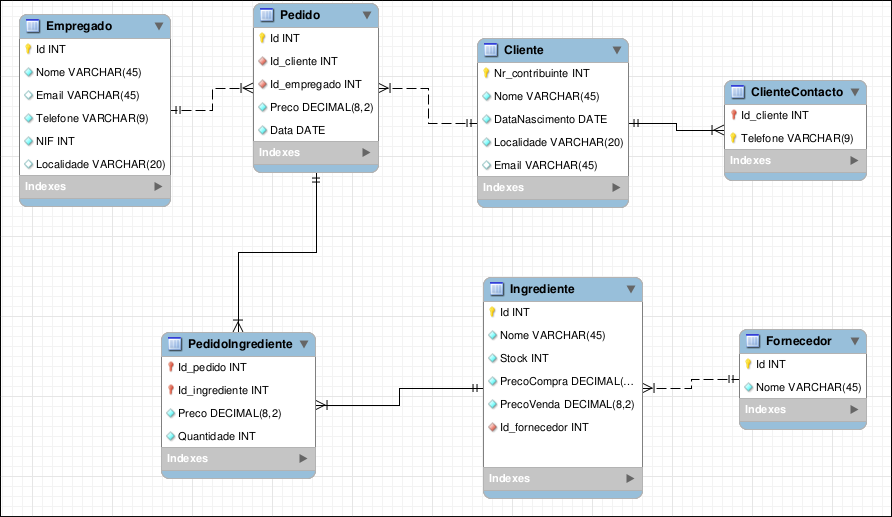 Empregado
Id INT
Nome VARCHAR(45)
Email VARCHAR(45)
Telefone VARCHAR(9)
NIF INT
Localidade VARCHAR(20)
Indexes
Pedido
Id INT
Id_cliente INT
Id_empregado INT
Preco DECIMAL(8,2)
Data DATE
Indexes
Cliente
Nr_contribuinte INT
Nome VARCHAR(45)
DataNascimento DATE
Localidade VARCHAR(20)
Email VARCHAR(45)
Indexes
ClienteContacto
Id_cliente INT
Telefone VARCHAR(9)
Indexes
PedidoIngrediente
Id_pedido INT
Id_ingrediente INT
Preco DECIMAL(8,2)
Quantidade INT
Indexes
Ingrediente
Id INT
Nome VARCHAR(45)
Stock INT
PrecoCompra DECIMAL(...
PrecoVenda DECIMAL(8,2)
Id_fornecedor INT
Indexes
Fornecedor
Id INT
Nome VARCHAR(45)
Indexes